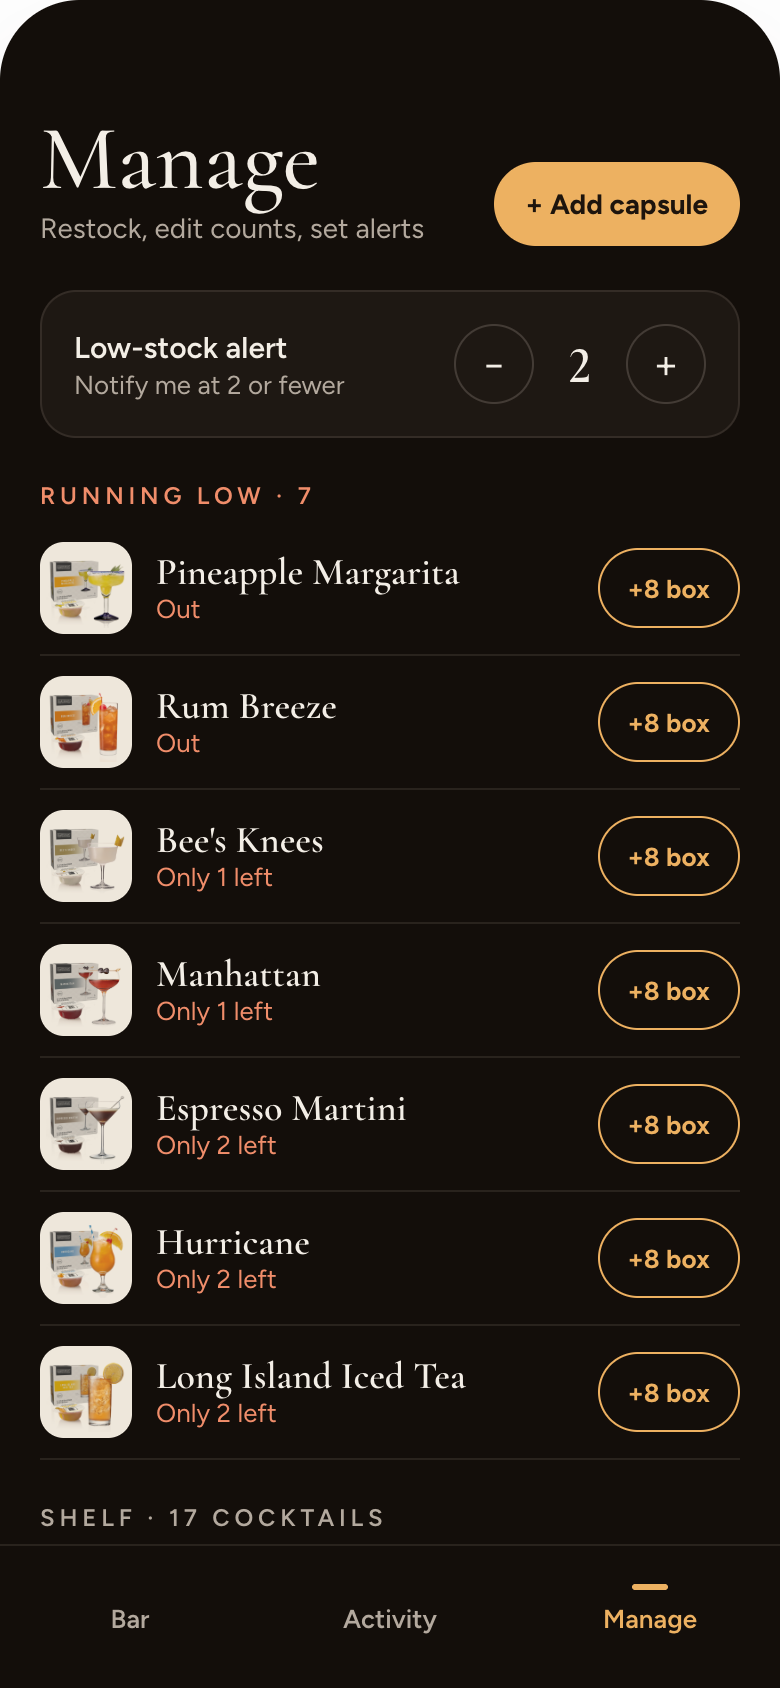 Manage
Restock, edit counts, set alerts
+ Add capsule
Low-stock alert
Notify me at 2 or fewer
− 2 +
RUNNING LOW · 7
Pineapple Margarita
Out
+8 box
Rum Breeze
Out
+8 box
Bee's Knees
Only 1 left
+8 box
Manhattan
Only 1 left
+8 box
Espresso Martini
Only 2 left
+8 box
Hurricane
Only 2 left
+8 box
Long Island Iced Tea
Only 2 left
+8 box
SHELF · 17 COCKTAILS
Bar
Activity
Manage